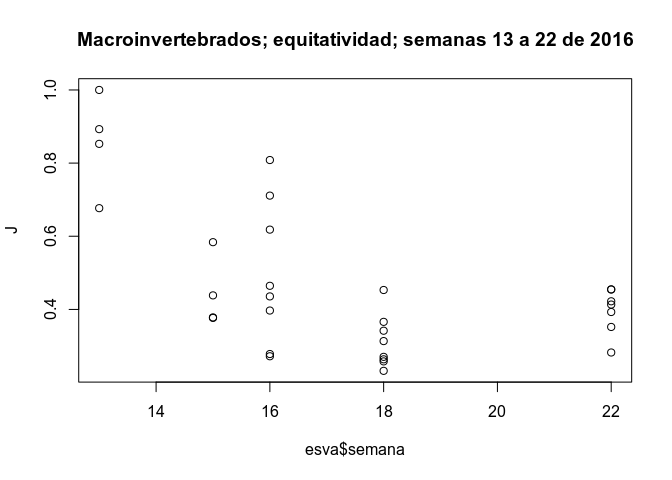 Macroinvertebrados; equitatividad; semanas 13 a 22 de 2016
1.0
0.8
0.6
0.4
J
14 16 18 20 22
esva$semana